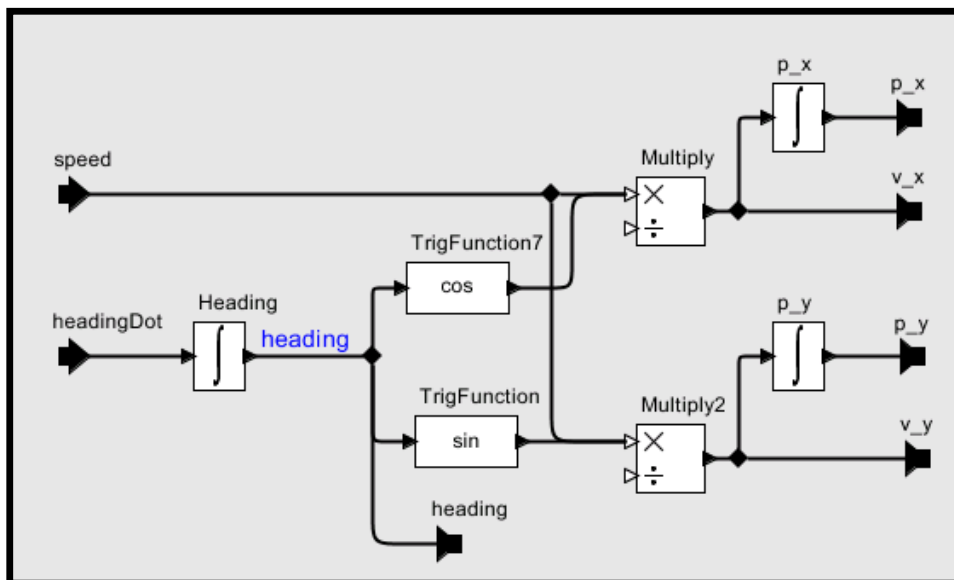 p_x
p_x
speed
Multiply
v_x
×
÷
TrigFunction7
cos
Heading
headingDot
∫
heading
p_y
p_y
∫
∫
TrigFunction
sin
Multiply2
v_y
×
÷
heading